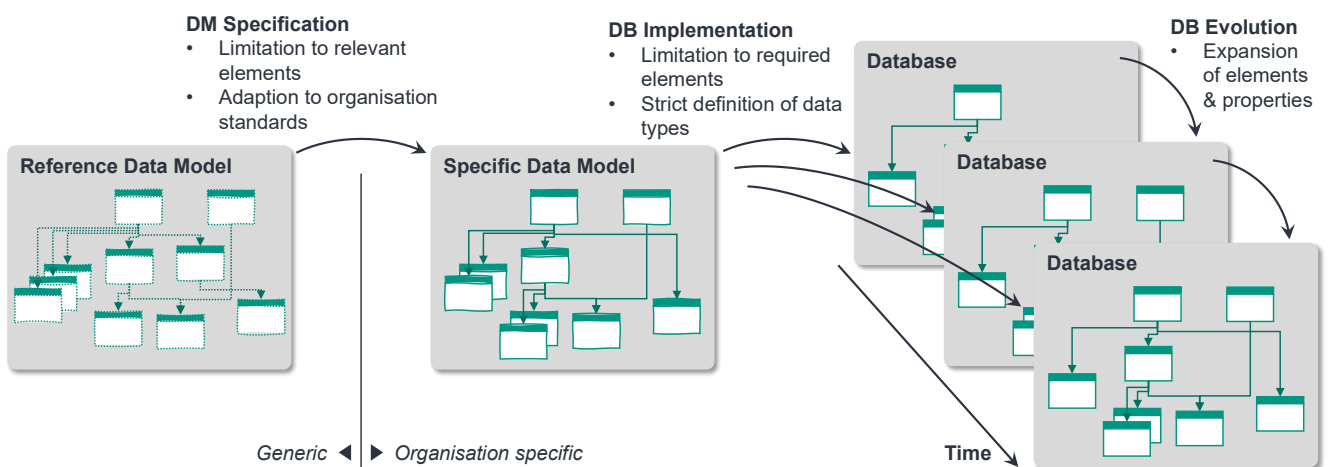 DM Specification
• Limitation to relevant
elements
• Adaption to organisation
standards
DB Implementation
• Limitation to required
elements
• Strict definition of data
types
DB Evolution
• Expansion
of elements
& properties
Reference Data Model
Specific Data Model
Database
Database
Database
Generic ◀ ▶ Organisation specific
Time